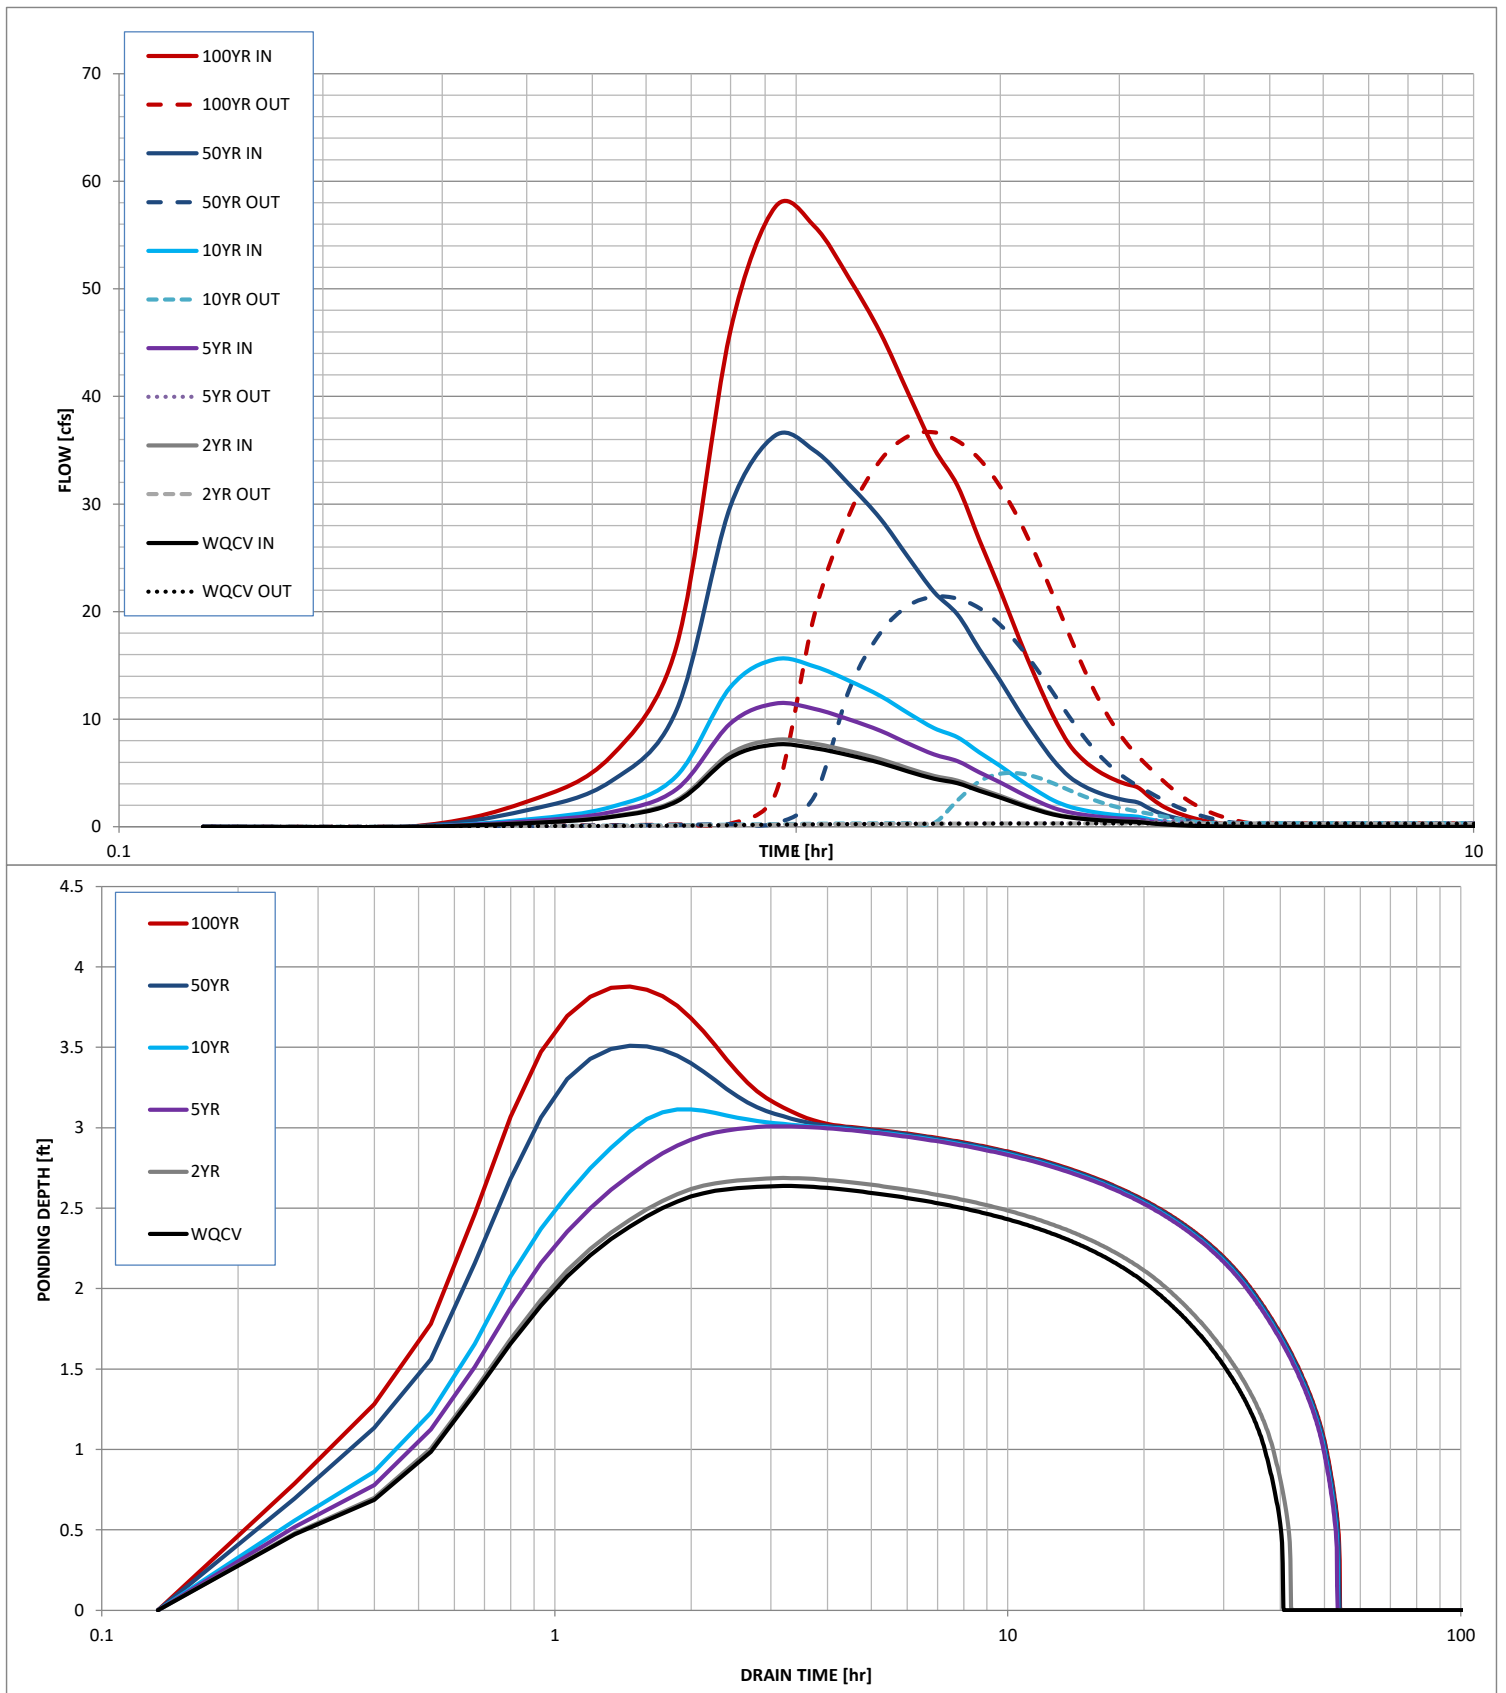 100YR IN
100YR OUT
50YR IN
50YR OUT
10YR IN
10YR OUT
5YR IN
5YR OUT
2YR IN
2YR OUT
WQCV IN
WQCV OUT
70
60
50
40
30
20
10
0
FLOW [cfs]
0.1
1
10
TIME [hr]
4.5
4
3.5
3
2.5
2
1.5
1
0.5
0
PONDING DEPTH [ft]
100YR
50YR
10YR
5YR
2YR
WQCV
0.1
1
10
100
DRAIN TIME [hr]